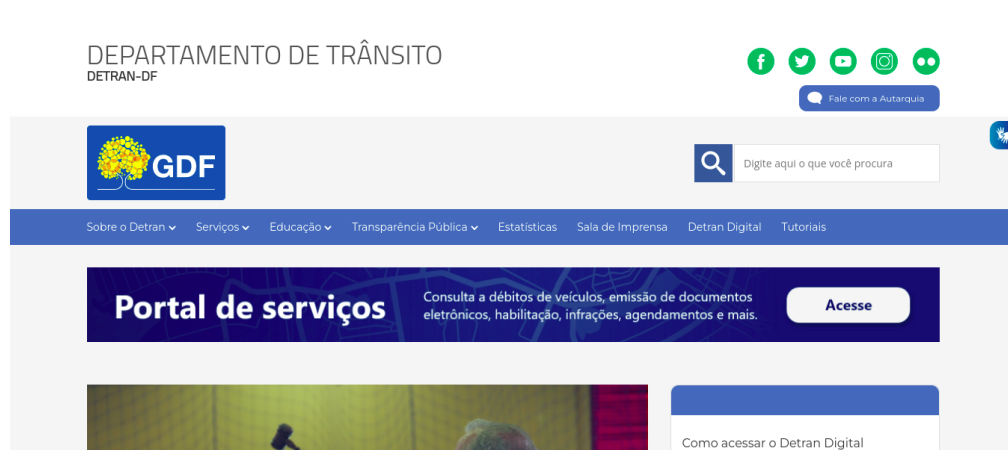 DEPARTAMENTO DE TRÂNSITO
DETRAN-DF
Fale com a Autarquia
GDF
Digite aqui o que você procura
Sobre o Detran
Serviços
Educação
Transparência Pública
Estatísticas
Sala de Imprensa
Detran Digital
Tutoriais
Portal de serviços
Consulta a débitos de veículos, emissão de documentos
eletrônicos, habilitação, infrações, agendamentos e mais.
Acesse
Como acessar o Detran Digital